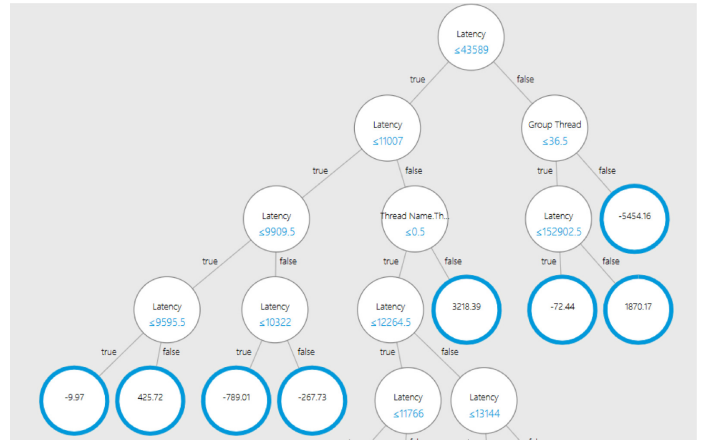 Latency
≤43589
true
false
Latency
≤11007
Group Thread
≤36.5
true
false
true
false
Latency
≤9909.5
Thread Name.Th...
≤0.5
Latency
≤152902.5
-5454.16
true
false
true
false
true
false
Latency
≤9595.5
Latency
≤10322
Latency
≤12264.5
3218.39
-72.44
1870.17
true
false
true
false
true
false
-9.97
425.72
-789.01
-267.73
Latency
≤11766
Latency
≤13144